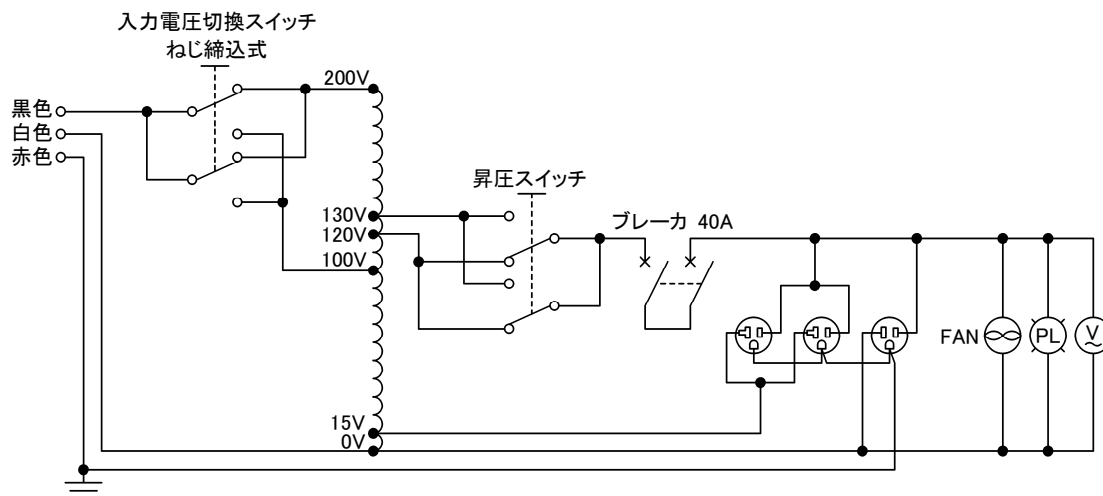 入力電圧切換スイッチ
ねじ締込式
200V
黒色
白色
赤色
昇圧スイッチ
130V
120V
100V
ブレーカ 40A
FAN
PL
V
15V
0V